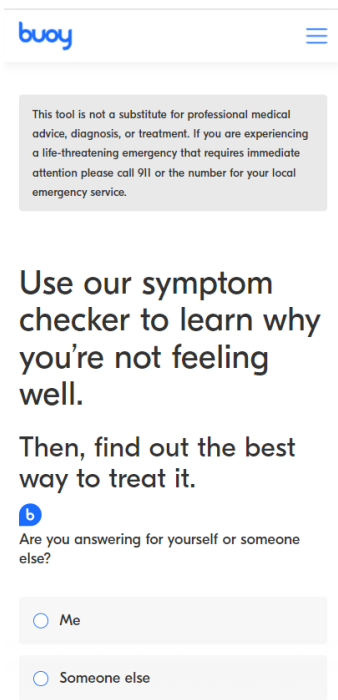 buoy
This tool is not a substitute for professional medical
advice, diagnosis, or treatment. If you are experiencing
a life-threatening emergency that requires immediate
attention please call 911 or the number for your local
emergency service.
Use our symptom
checker to learn why
you're not feeling
well.
Then, find out the best
way to treat it.
b
Are you answering for yourself or someone
else?
Me
Someone else